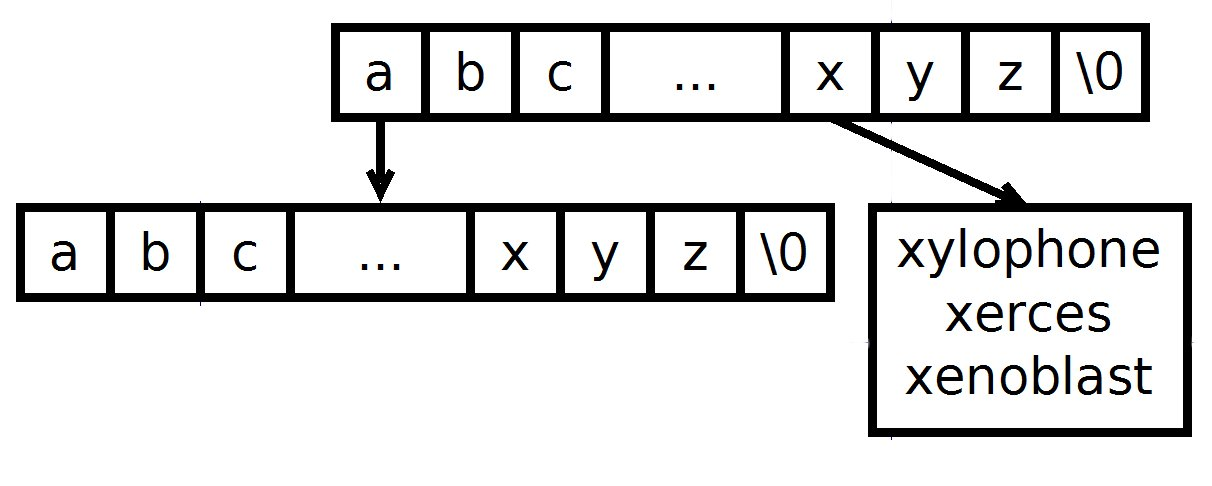 a b c ... x y z \0
a b c ... x y z \0
xylophone
xerces
xenoblast